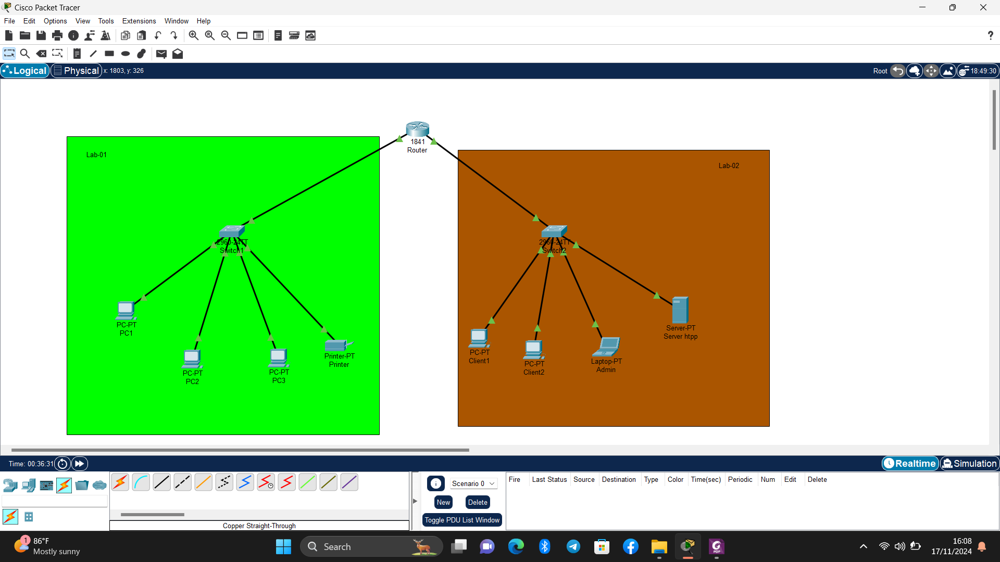 Cisco Packet Tracer
File Edit Options View Tools Extensions Window Help
Logical Physical x: 1803, y: 326 Root 18:49:30
1841
Router
Lab-01
Lab-02
2960-24TT
Switch1
2960-24TT
Switch2
PC-PT
PC1
PC-PT
PC2
PC-PT
PC3
Printer-PT
Printer
PC-PT
Client1
PC-PT
Client2
Laptop-PT
Admin
Server-PT
Server htpp
Time: 00:36:31 Realtime Simulation
Scenario 0
New Delete
Toggle PDU List Window
Fire Last Status Source Destination Type Color Time(sec) Periodic Num Edit Delete
Copper Straight-Through
1
86°F
Mostly sunny
Search
PDF
16:08
17/11/2024